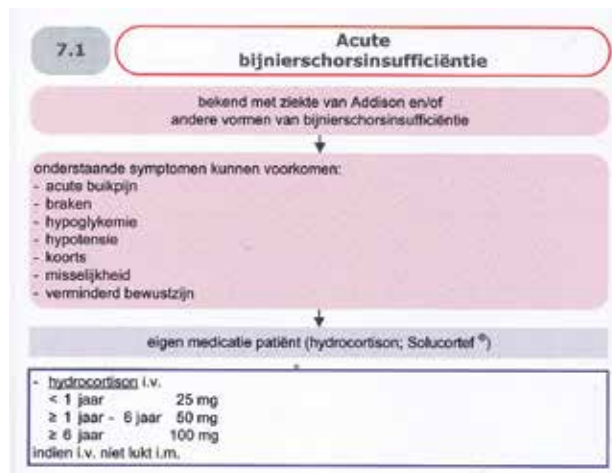 7.1
Acute
bijnierschorsinsufficiëntie
bekend met ziekte van Addison en/of
andere vormen van bijnierschorsinsufficiëntie
onderstaande symptomen kunnen voorkomen:
- acute buikpijn
- braken
- hypoglykemie
- hypotensie
- koorts
- misselijkheid
- verminderd bewustzijn
eigen medicatie patiënt (hydrocortison; Solucortef ®)
- hydrocortison i.v.
< 1 jaar 25 mg
≥ 1 jaar - 6 jaar 50 mg
≥ 6 jaar 100 mg
indien i.v. niet lukt i.m.